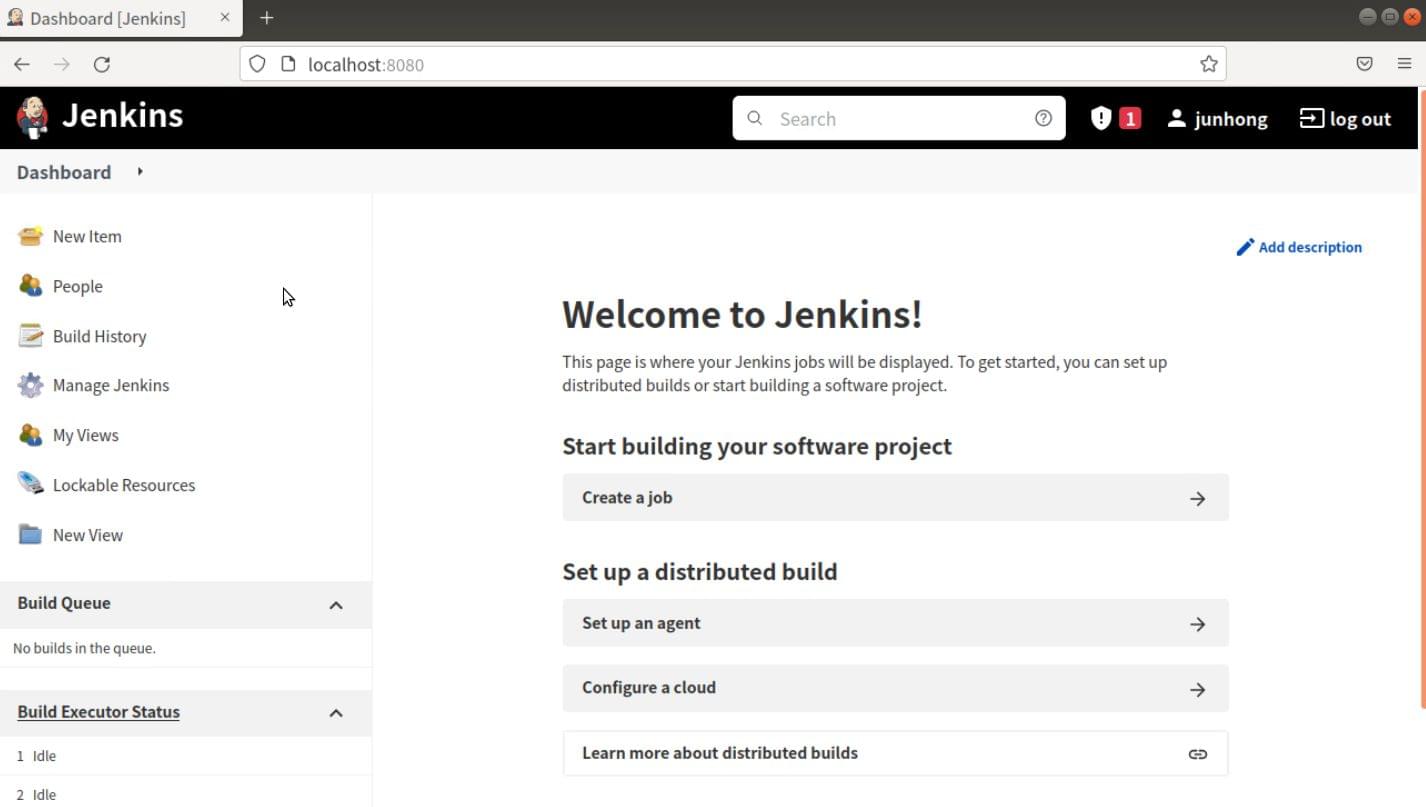 Dashboard [Jenkins]
localhost:8080
Jenkins
Search
1
junhong
log out
Dashboard
New Item
People
Build History
Manage Jenkins
My Views
Lockable Resources
New View
Build Queue
No builds in the queue.
Build Executor Status
1 Idle
2 Idle
Add description
Welcome to Jenkins!
This page is where your Jenkins jobs will be displayed. To get started, you can set up
distributed builds or start building a software project.
Start building your software project
Create a job
Set up a distributed build
Set up an agent
Configure a cloud
Learn more about distributed builds